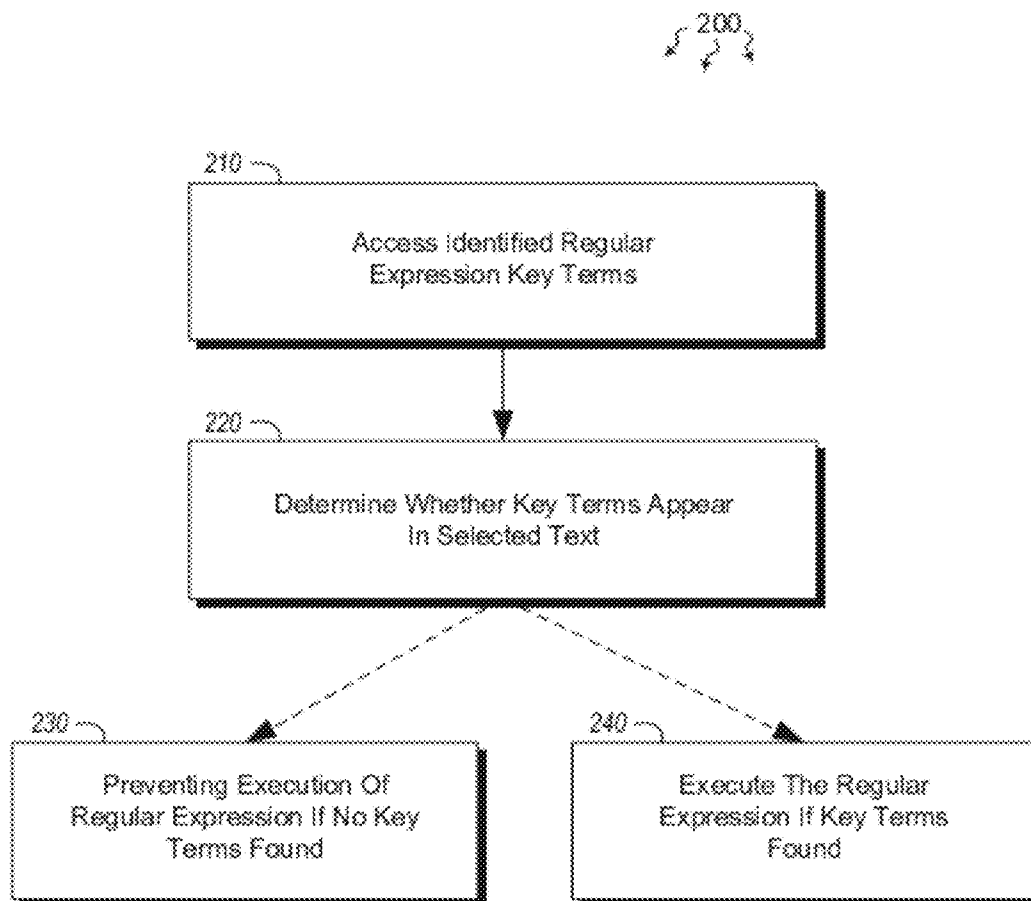 200
210
Access Identified Regular
Expression Key Terms
220
Determine Whether Key Terms Appear
In Selected Text
230
Preventing Execution Of
Regular Expression If No Key
Terms Found
240
Execute The Regular
Expression If Key Terms
Found